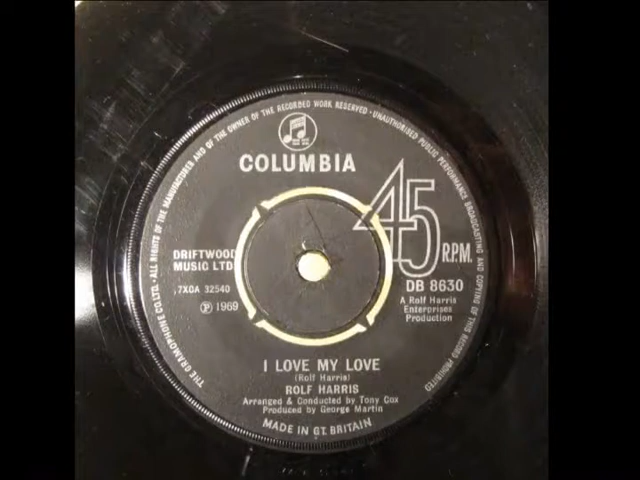 THE GRAMOPHONE CO.LTD. · ALL RIGHTS OF THE MANUFACTURER AND OF THE OWNER OF THE RECORDED WORK RESERVED · UNAUTHORISED PUBLIC PERFORMANCE BROADCASTING AND COPYING OF THIS RECORD PROHIBITED
COLUMBIA
45
R.P.M.
DRIFTWOOD
MUSIC LTD
7XCA 32540
Ⓟ 1969
DB 8630
A Rolf Harris
Enterprises
Production
I LOVE MY LOVE
(Rolf Harris)
ROLF HARRIS
Arranged & Conducted by Tony Cox
Produced by George Martin
MADE IN GT. BRITAIN